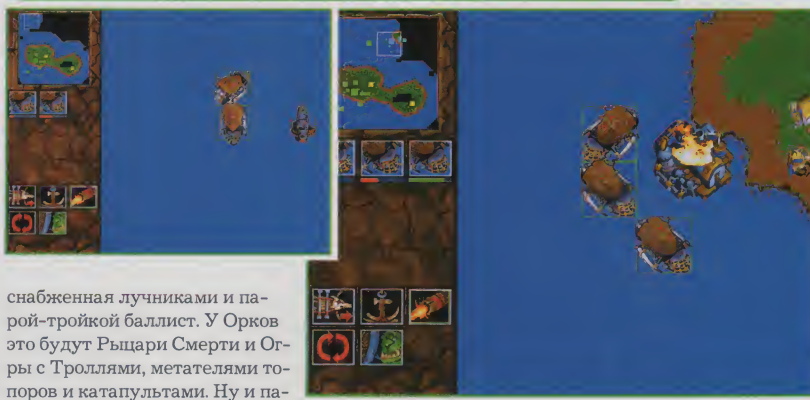 снабженная лучниками и па-
рой-тройкой баллист. У Орков
это будут Рыцари Смерти и Ог-
ры с Троллями, метателями то-
поров и катапультами. Ну и па-